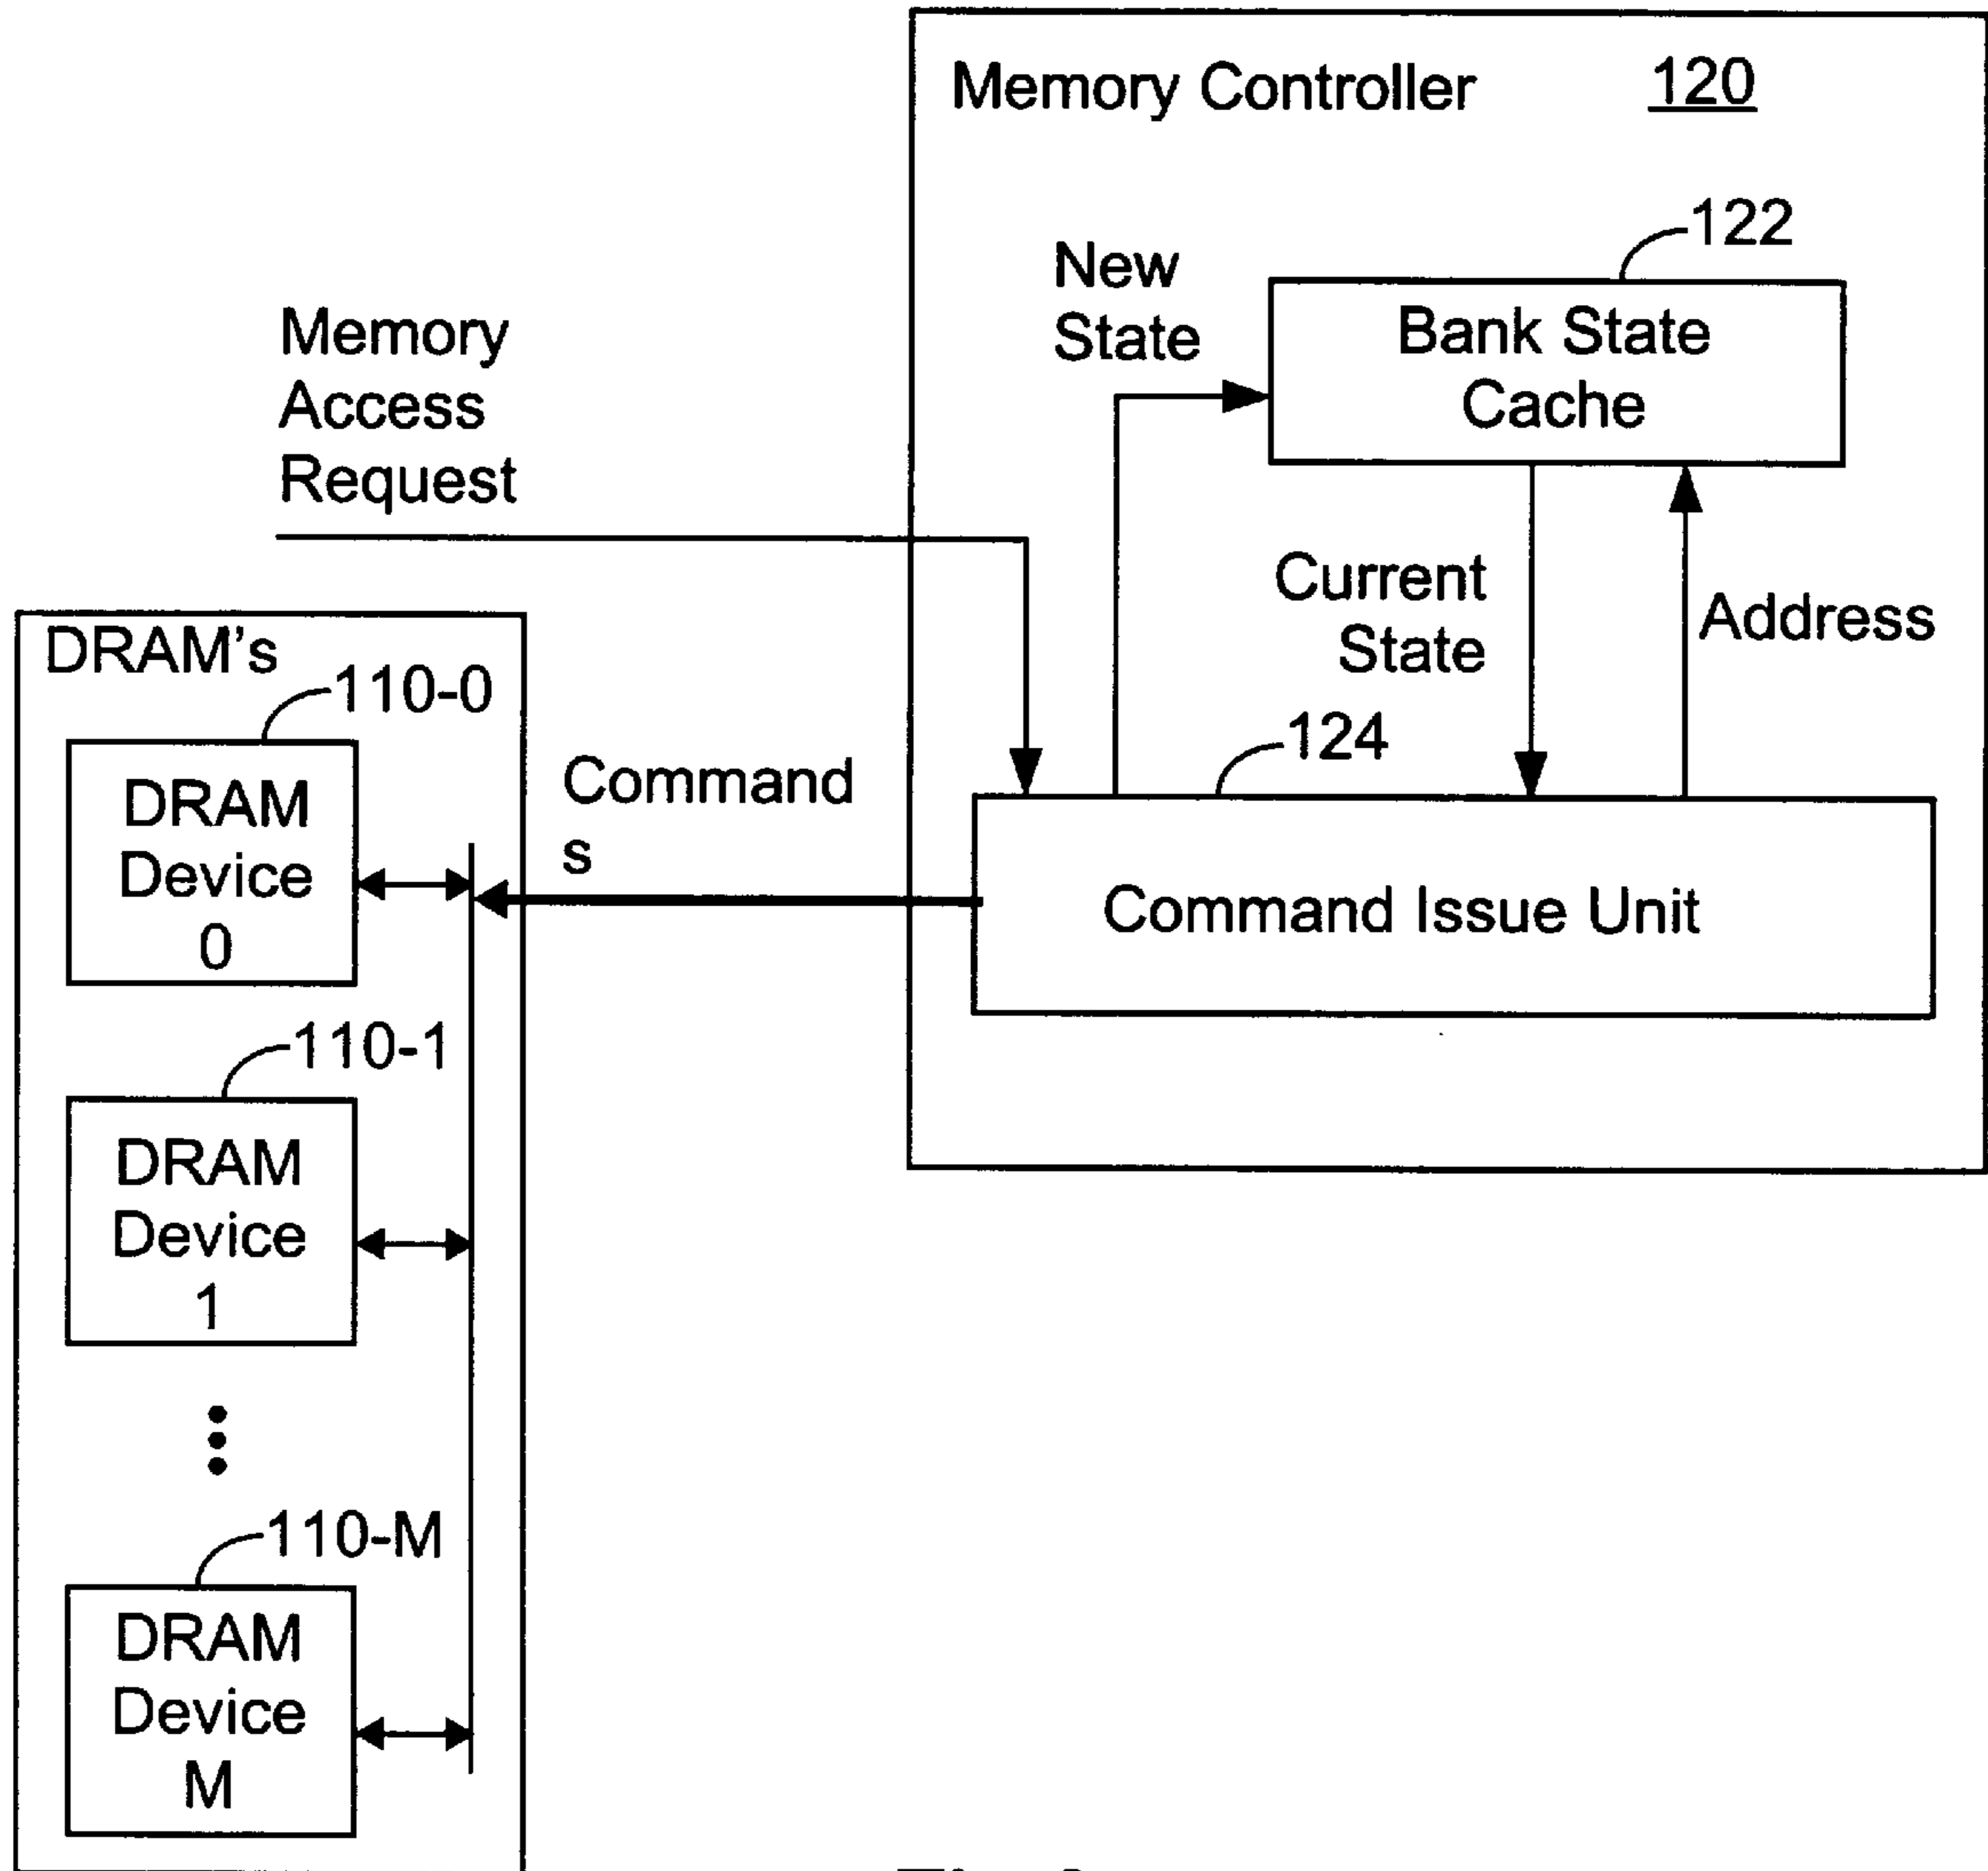 Memory Controller 120
122
New
State
Bank State
Cache
Memory
Access
Request
Current
State
Address
DRAM's
110-0
DRAM
Device
0
Command
s
124
Command Issue Unit
110-1
DRAM
Device
1
110-M
DRAM
Device
M